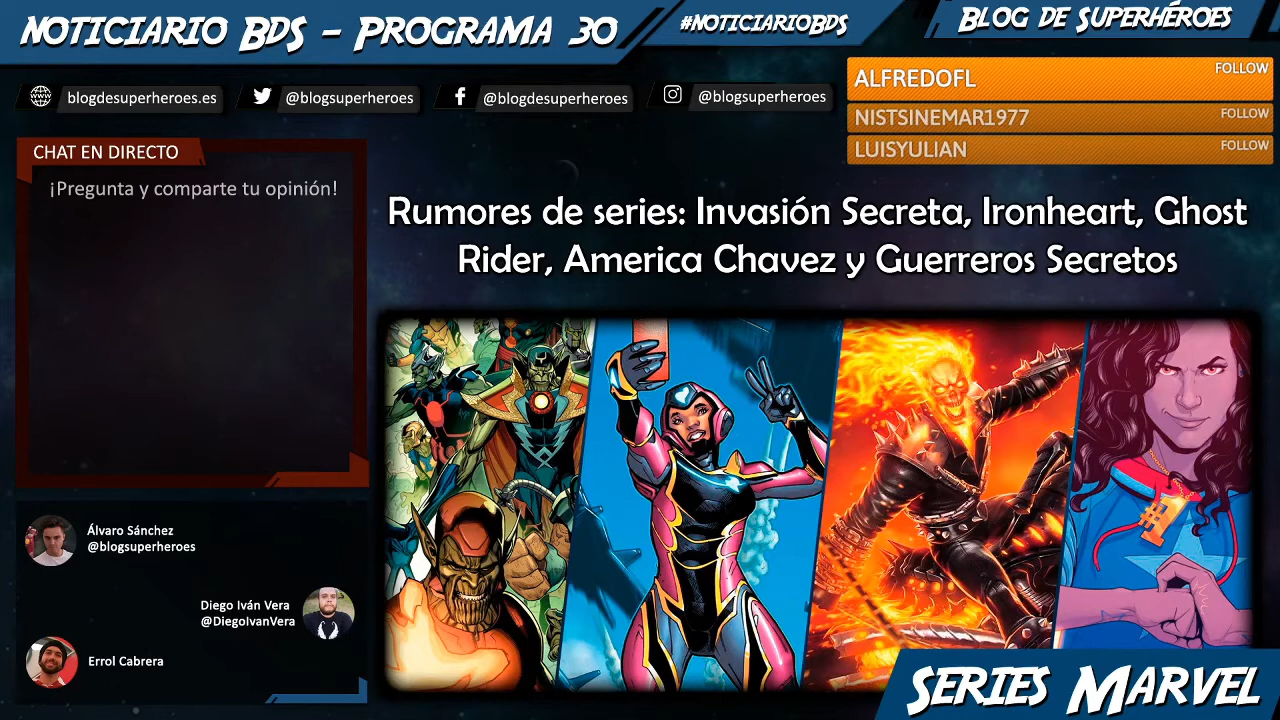 NOTICIARIO BDS - PROGRAMA 30
#NOTICIARIOBDS
BLOG DE SUPERHÉROES
blogdesuperheroes.es
@blogsuperheroes
@blogdesuperheroes
@blogsuperheroes
ALFREDOFL FOLLOW
NISTSINEMAR1977 FOLLOW
LUISYULIAN FOLLOW
CHAT EN DIRECTO
¡Pregunta y comparte tu opinión!
Rumores de series: Invasión Secreta, Ironheart, Ghost
Rider, America Chavez y Guerreros Secretos
#1
Álvaro Sánchez
@blogsuperheroes
Diego Iván Vera
@DiegoIvanVera
Errol Cabrera
SERIES MARVEL